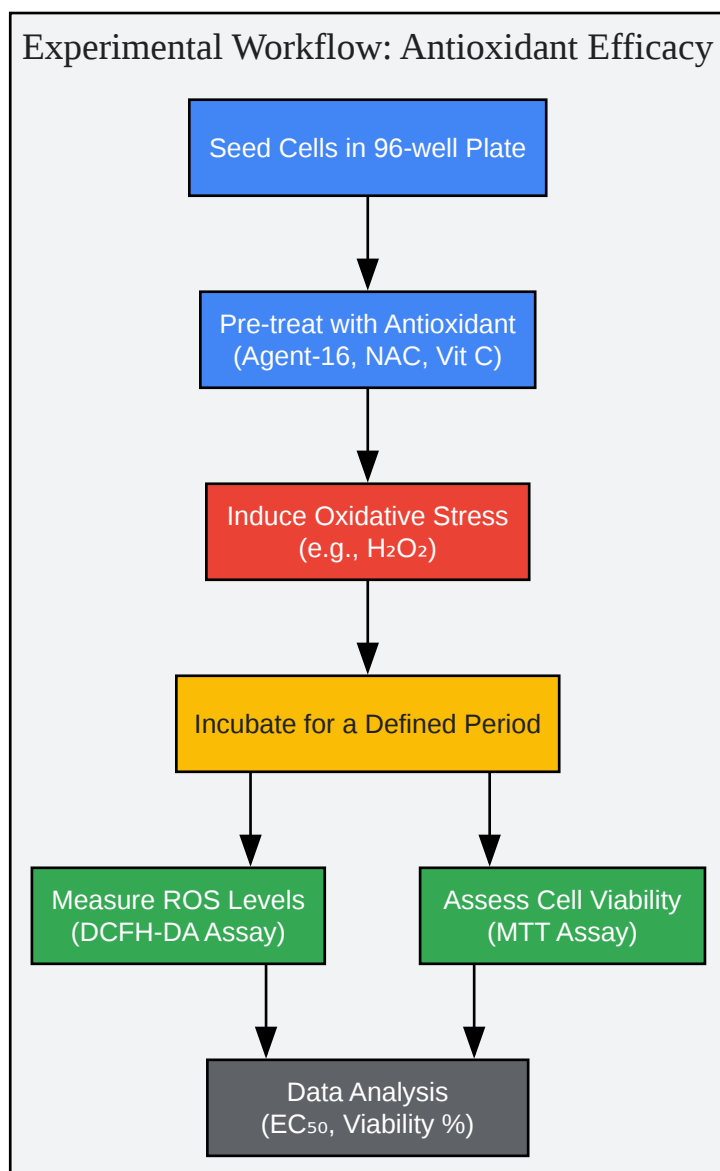 Experimental Workflow: Antioxidant Efficacy
Seed Cells in 96-well Plate
Pre-treat with Antioxidant
(Agent-16, NAC, Vit C)
Induce Oxidative Stress
(e.g., H₂O₂)
Incubate for a Defined Period
Measure ROS Levels
(DCFH-DA Assay)
Assess Cell Viability
(MTT Assay)
Data Analysis
(EC₅₀, Viability %)